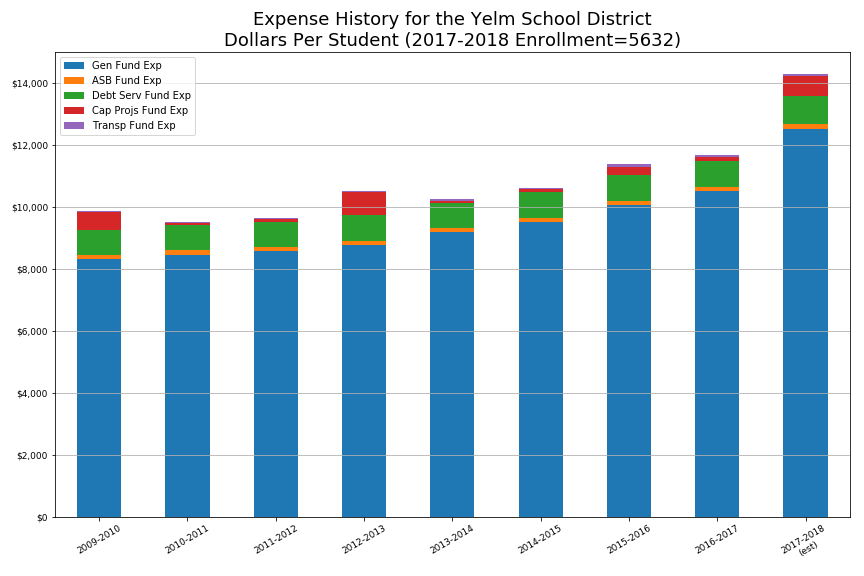 Expense History for the Yelm School District
Dollars Per Student (2017-2018 Enrollment=5632)
Gen Fund Exp
ASB Fund Exp
Debt Serv Fund Exp
Cap Projs Fund Exp
Transp Fund Exp
$14,000
$12,000
$10,000
$8,000
$6,000
$4,000
$2,000
$0
2009-2010
2010-2011
2011-2012
2012-2013
2013-2014
2014-2015
2015-2016
2016-2017
2017-2018
(est)